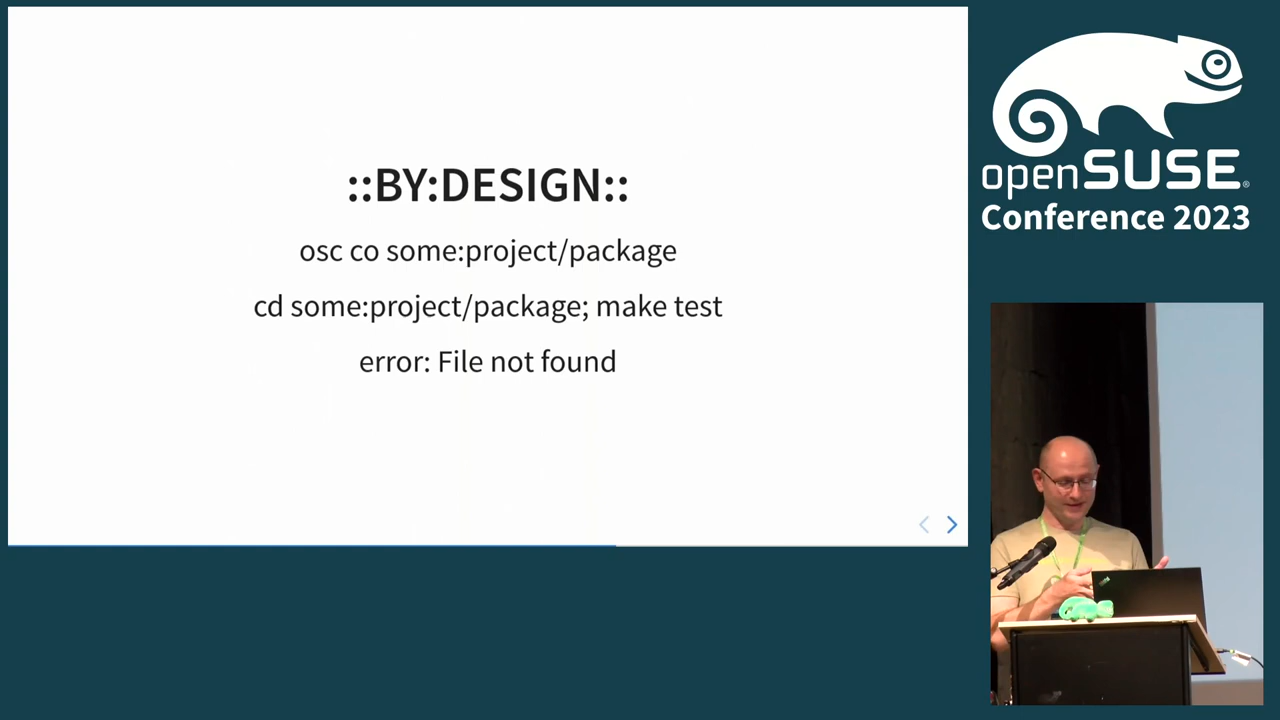 ::BY:DESIGN::
osc co some:project/package
cd some:project/package; make test
error: File not found
openSUSE®
Conference 2023